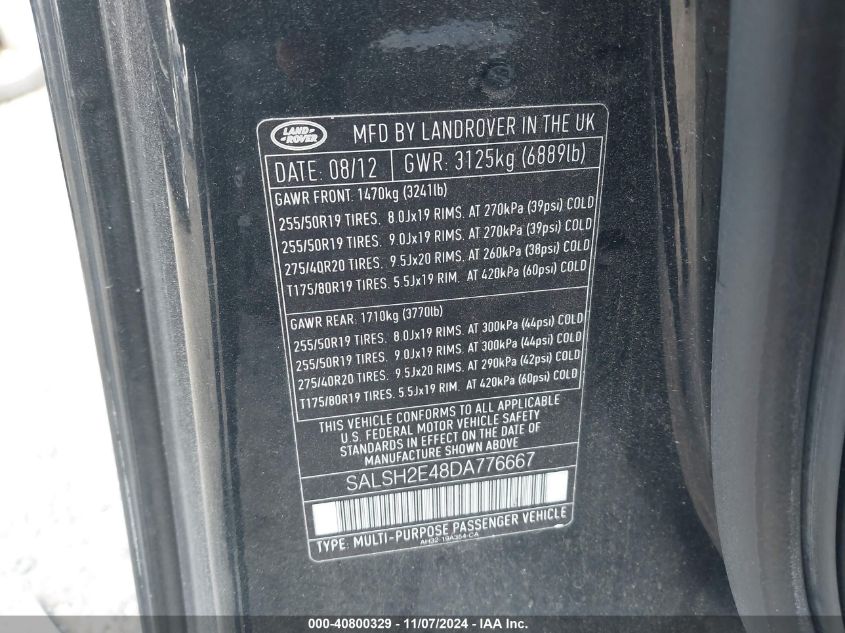 LAND-
ROVER
MFD BY LANDROVER IN THE UK
DATE: 08/12 GWR: 3125kg (6889lb)
GAWR FRONT: 1470kg (3241lb)
255/50R19 TIRES, 8.0Jx19 RIMS. AT 270kPa (39psi) COLD
255/50R19 TIRES, 9.0Jx19 RIMS. AT 270kPa (39psi) COLD
275/40R20 TIRES, 9.5Jx20 RIMS. AT 260kPa (38psi) COLD
T175/80R19 TIRES. 5.5Jx19 RIM. AT 420kPa (60psi) COLD
GAWR REAR: 1710kg (3770lb)
255/50R19 TIRES, 8.0Jx19 RIMS. AT 300kPa (44psi) COLD
255/50R19 TIRES, 9.0Jx19 RIMS. AT 300kPa (44psi) COLD
275/40R20 TIRES, 9.5Jx20 RIMS. AT 290kPa (42psi) COLD
T175/80R19 TIRES. 5.5Jx19 RIM. AT 420kPa (60psi) COLD
THIS VEHICLE CONFORMS TO ALL APPLICABLE
U.S. FEDERAL MOTOR VEHICLE SAFETY
STANDARDS IN EFFECT ON THE DATE OF
MANUFACTURE SHOWN ABOVE
SALSH2E48DA776667
TYPE: MULTI-PURPOSE PASSENGER VEHICLE
AH32-19A354-CA
000-40800329 - 11/07/2024 - IAA Inc.